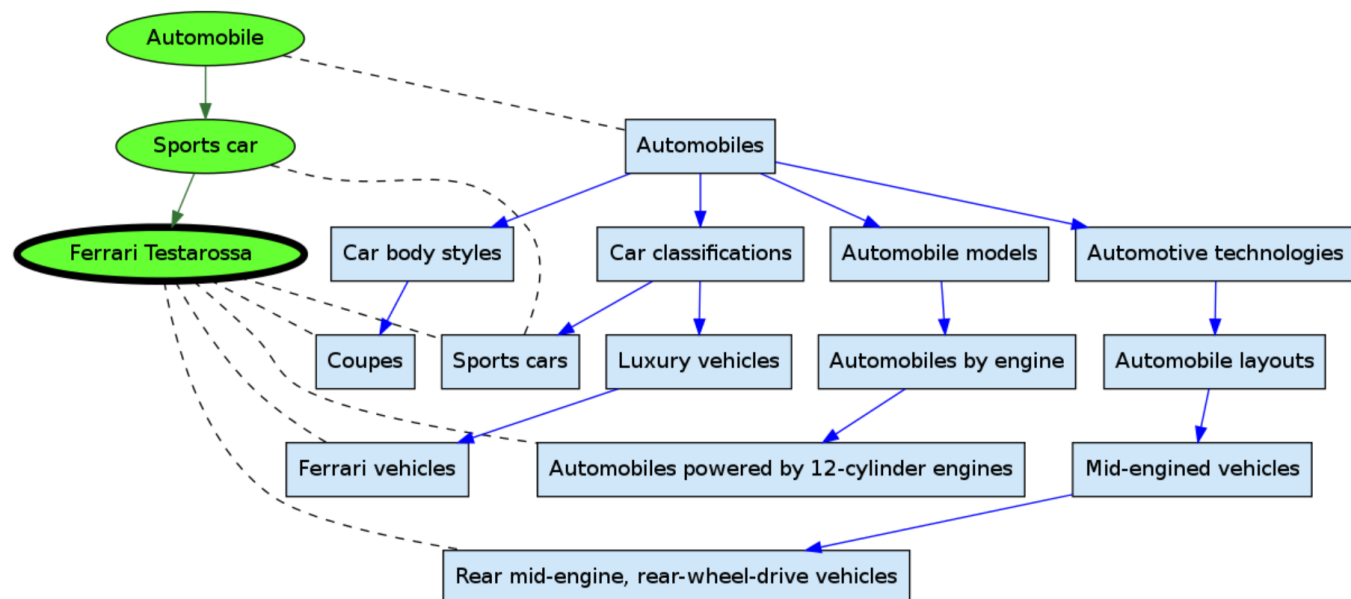 Automobile
Automobiles
Sports car
Ferrari Testarossa
Car body styles
Car classifications
Automobile models
Automotive technologies
Coupes
Sports cars
Luxury vehicles
Automobiles by engine
Automobile layouts
Ferrari vehicles
Automobiles powered by 12-cylinder engines
Mid-engined vehicles
Rear mid-engine, rear-wheel-drive vehicles